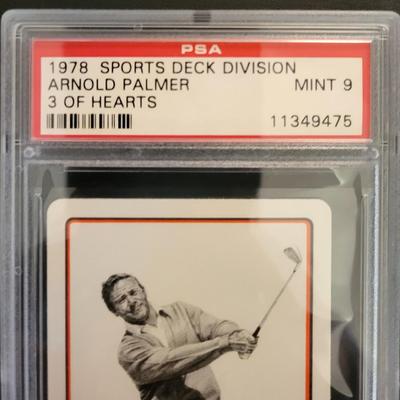 PSA
1978 SPORTS DECK DIVISION
ARNOLD PALMER MINT 9
3 OF HEARTS
11349475